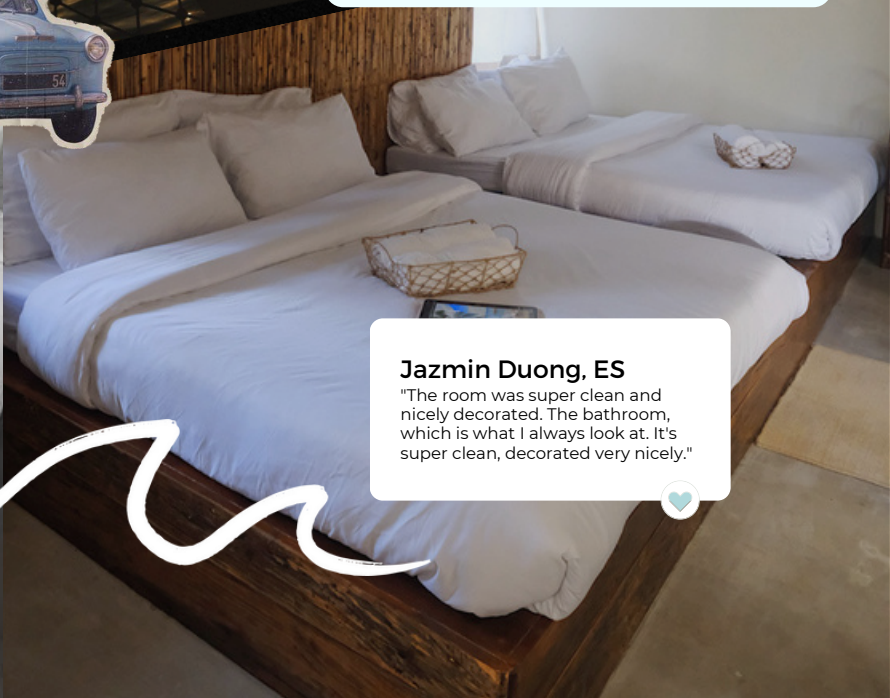 54
Jazmin Duong, ES
"The room was super clean and
nicely decorated. The bathroom,
which is what I always look at. It's
super clean, decorated very nicely."